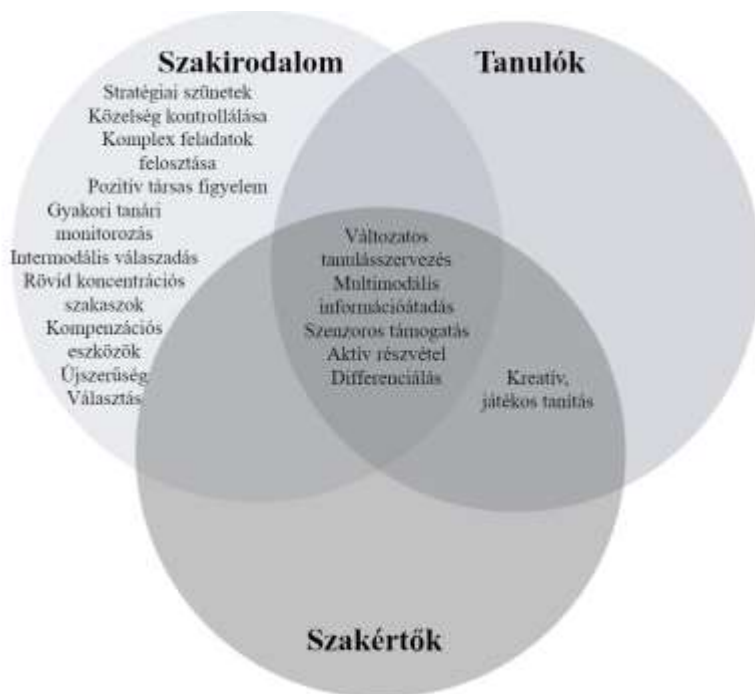 Szakirodalom
Stratégiai szünetek
Közelség kontrollálása
Komplex feladatok
felosztása
Pozitív társas figyelem
Gyakori tanári
monitorozás
Intermodális válaszadás
Rövid koncentrációs
szakaszok
Kompenzációs
eszközök
Újszerűség
Választás
Tanulók
Változatos
tanulásszervezés
Multimodális
információátadás
Szenzoros támogatás
Aktív részvétel
Differenciálás
Kreatív,
játékos tanítás
Szakértők